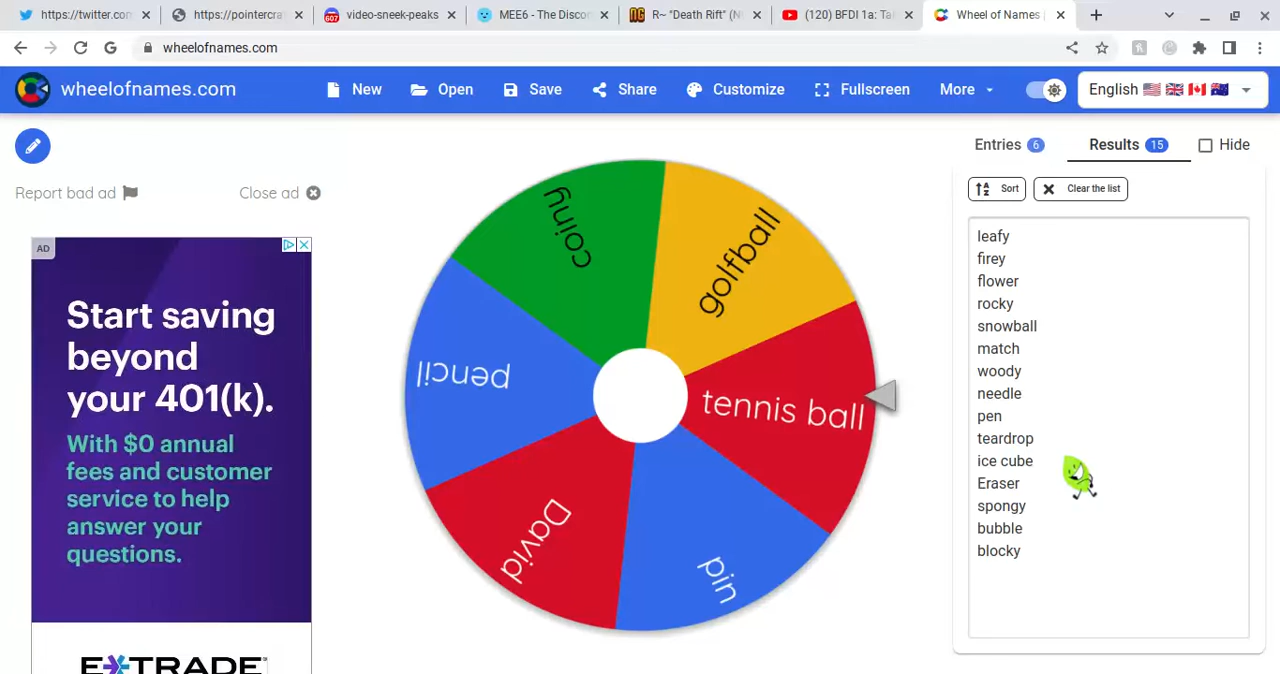 https://twitter.com
https://pointercra
video-sneek-peaks
MEE6 - The Discor
R~ "Death Rift" (N
(120) BFDI 1a: Tal
Wheel of Names |
607
NG
wheelofnames.com
wheelofnames.com
New
Open
Save
Share
Customize
Fullscreen
More
English
Report bad ad
Close ad
AD
Start saving
beyond
your 401(k).
With $0 annual
fees and customer
service to help
answer your
questions.
E*TRADE
coiny
golfball
tennis ball
pin
David
pencil
Entries 6
Results 15
Hide
Sort
Clear the list
leafy
firey
flower
rocky
snowball
match
woody
needle
pen
teardrop
ice cube
Eraser
spongy
bubble
blocky